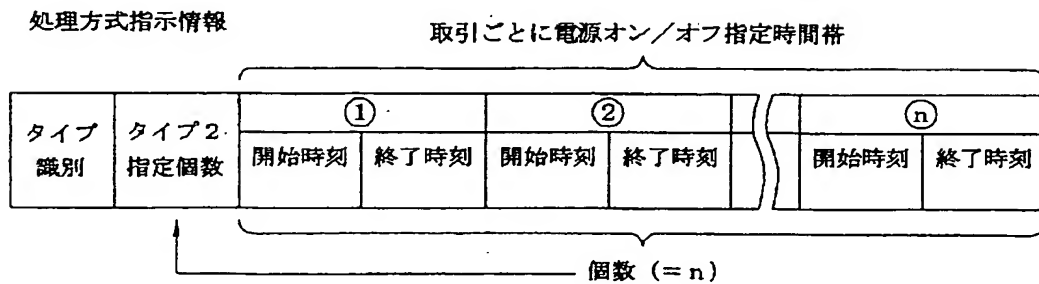 処理方式指示情報
取引ごとに電源オン/オフ指定時間帯
タイプ識別
タイプ2指定個数
① ② ⓝ
開始時刻 終了時刻 開始時刻 終了時刻 開始時刻 終了時刻
個数 (=n)